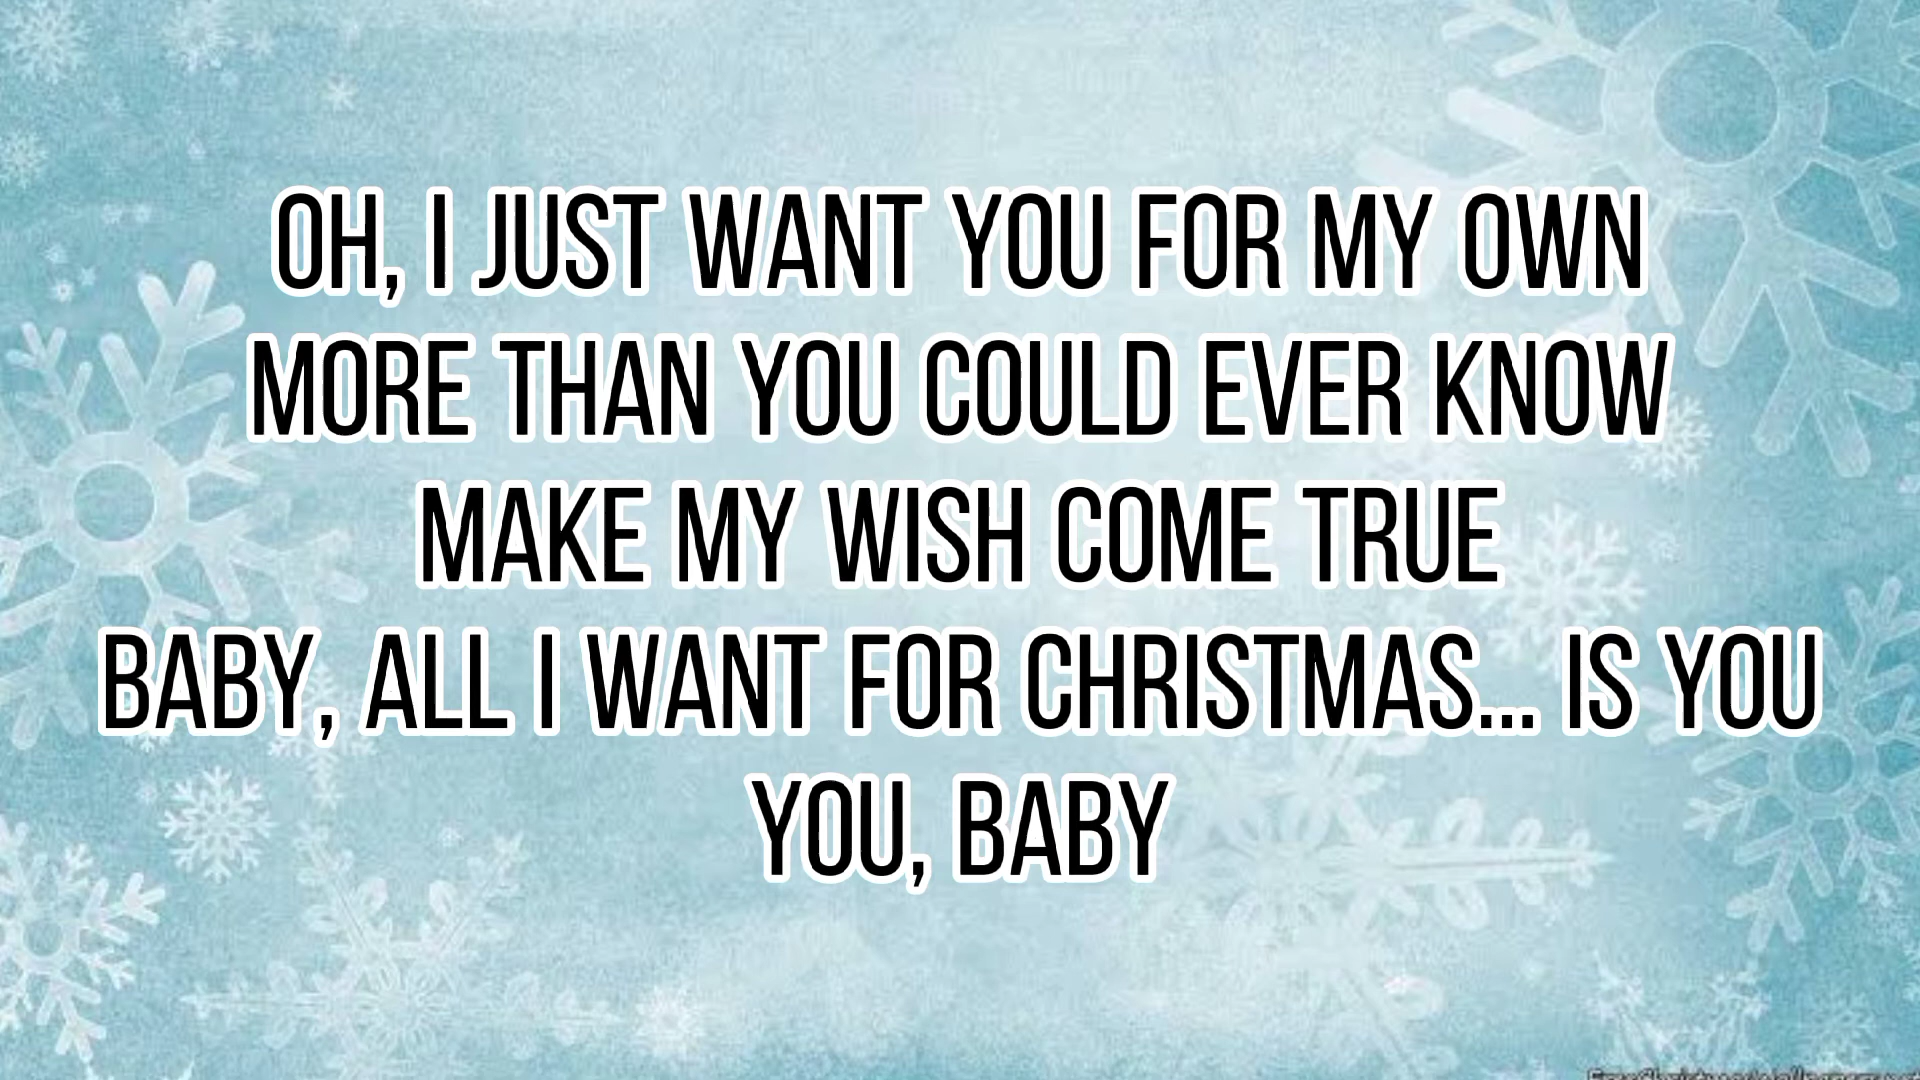 OH, I JUST WANT YOU FOR MY OWN
MORE THAN YOU COULD EVER KNOW
MAKE MY WISH COME TRUE
BABY, ALL I WANT FOR CHRISTMAS... IS YOU
YOU, BABY